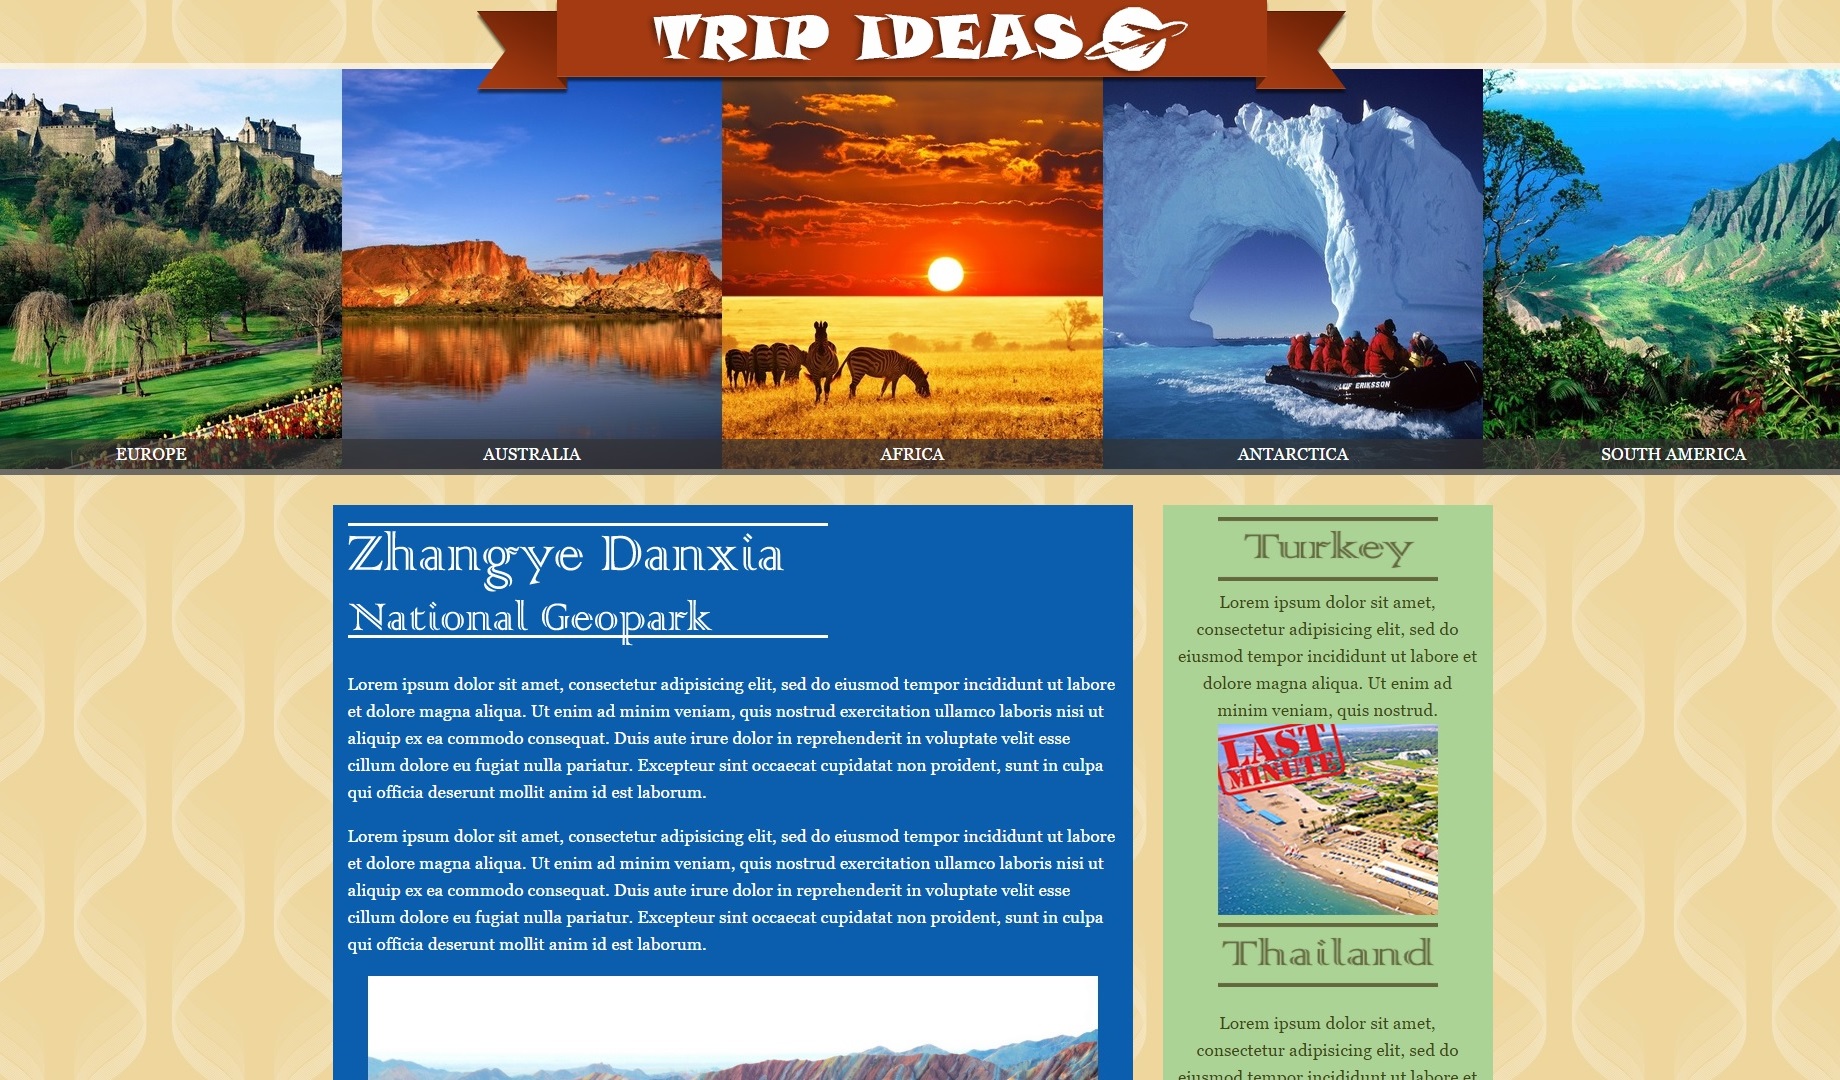 TRIP IDEAS
EUROPE
AUSTRALIA
AFRICA
ANTARCTICA
SOUTH AMERICA
LEIF ERIKSSON
Zhangye Danxia
National Geopark
Lorem ipsum dolor sit amet, consectetur adipisicing elit, sed do eiusmod tempor incididunt ut labore
et dolore magna aliqua. Ut enim ad minim veniam, quis nostrud exercitation ullamco laboris nisi ut
aliquip ex ea commodo consequat. Duis aute irure dolor in reprehenderit in voluptate velit esse
cillum dolore eu fugiat nulla pariatur. Excepteur sint occaecat cupidatat non proident, sunt in culpa
qui officia deserunt mollit anim id est laborum.
Lorem ipsum dolor sit amet, consectetur adipisicing elit, sed do eiusmod tempor incididunt ut labore
et dolore magna aliqua. Ut enim ad minim veniam, quis nostrud exercitation ullamco laboris nisi ut
aliquip ex ea commodo consequat. Duis aute irure dolor in reprehenderit in voluptate velit esse
cillum dolore eu fugiat nulla pariatur. Excepteur sint occaecat cupidatat non proident, sunt in culpa
qui officia deserunt mollit anim id est laborum.
Turkey
Lorem ipsum dolor sit amet,
consectetur adipisicing elit, sed do
eiusmod tempor incididunt ut labore et
dolore magna aliqua. Ut enim ad
minim veniam, quis nostrud.
LAST
MINUTE
Thailand
Lorem ipsum dolor sit amet,
consectetur adipisicing elit, sed do
eiusmod tempor incididunt ut labore et